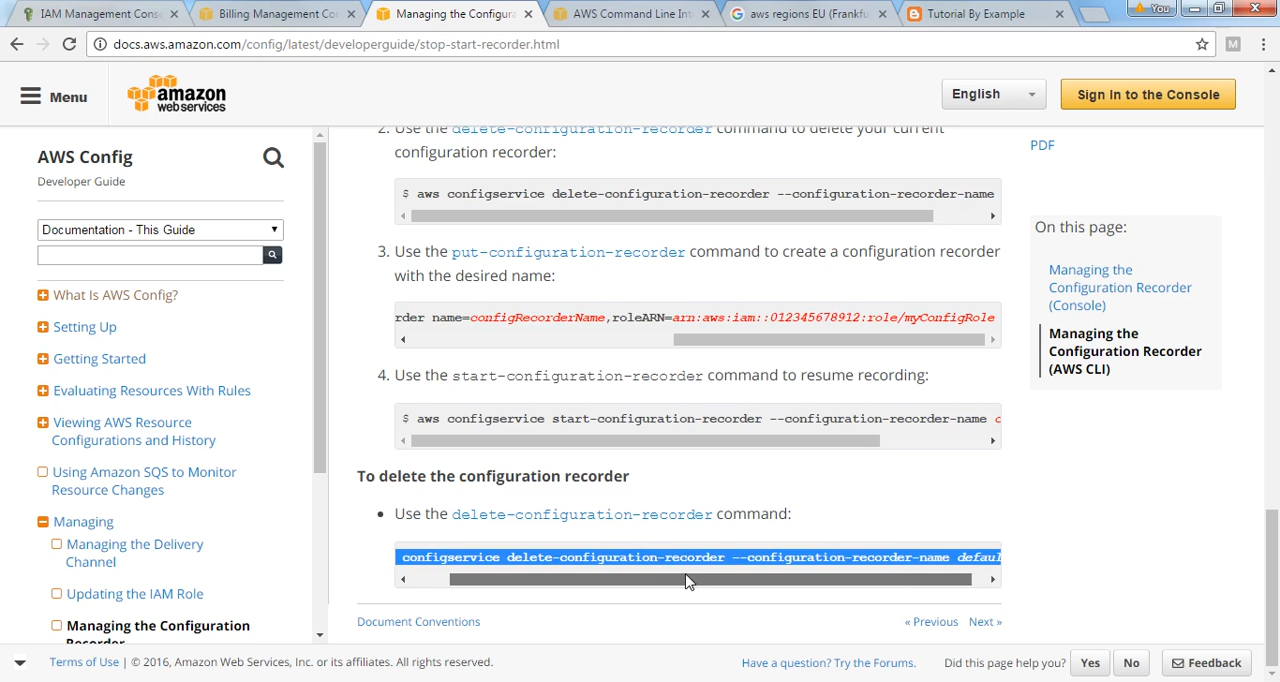 IAM Management Cons
Billing Management Co
Managing the Configura
AWS Command Line Int
aws regions EU (Frankfu
Tutorial By Example
You
docs.aws.amazon.com/config/latest/developerguide/stop-start-recorder.html
M
Menu
amazon
webservices
English
Sign In to the Console
AWS Config
Developer Guide
Documentation - This Guide
What Is AWS Config?
Setting Up
Getting Started
Evaluating Resources With Rules
Viewing AWS Resource
Configurations and History
Using Amazon SQS to Monitor
Resource Changes
Managing
Managing the Delivery
Channel
Updating the IAM Role
Managing the Configuration
Recorder
2. Use the delete-configuration-recorder command to delete your current
configuration recorder:
$ aws configservice delete-configuration-recorder --configuration-recorder-name
3. Use the put-configuration-recorder command to create a configuration recorder
with the desired name:
rder name=configRecorderName,roleARN=arn:aws:iam::012345678912:role/myConfigRole
4. Use the start-configuration-recorder command to resume recording:
$ aws configservice start-configuration-recorder --configuration-recorder-name c
To delete the configuration recorder
• Use the delete-configuration-recorder command:
configservice delete-configuration-recorder --configuration-recorder-name defaul
Document Conventions
« Previous Next »
PDF
On this page:
Managing the
Configuration Recorder
(Console)
Managing the
Configuration Recorder
(AWS CLI)
Terms of Use | © 2016, Amazon Web Services, Inc. or its affiliates. All rights reserved.
Have a question? Try the Forums.
Did this page help you?
Yes
No
Feedback